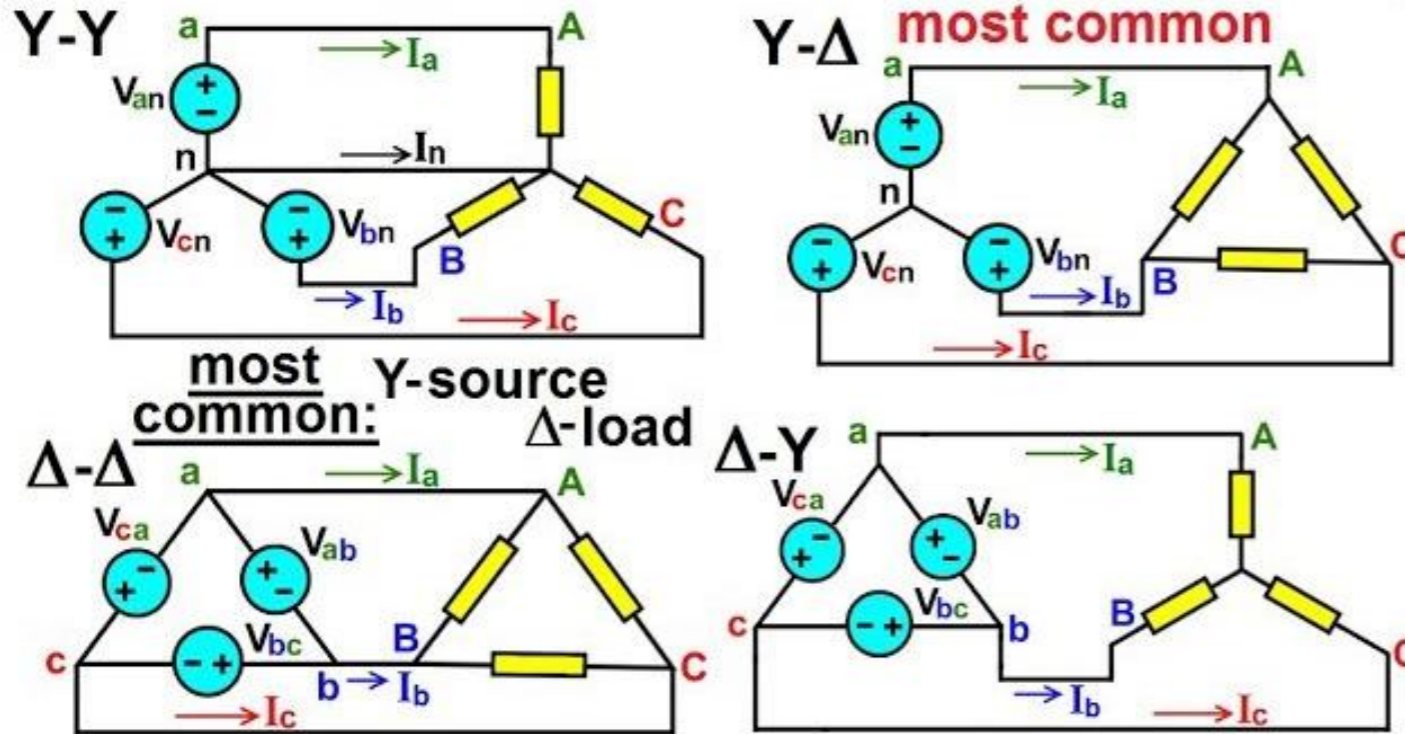 Y-Y
a
A
Ia
Van
n
In
Vcn
Vbn
B
C
Ib
Ic
Y-Δ most common
a
A
Ia
Van
n
Vcn
Vbn
B
C
Ib
Ic
most common: Y-source
Δ-load
Δ-Δ
a
A
Ia
Vca
Vab
Vbc
c
b
B
C
Ib
Ic
Δ-Y
a
A
Ia
Vca
Vab
Vbc
c
b
B
C
Ib
Ic